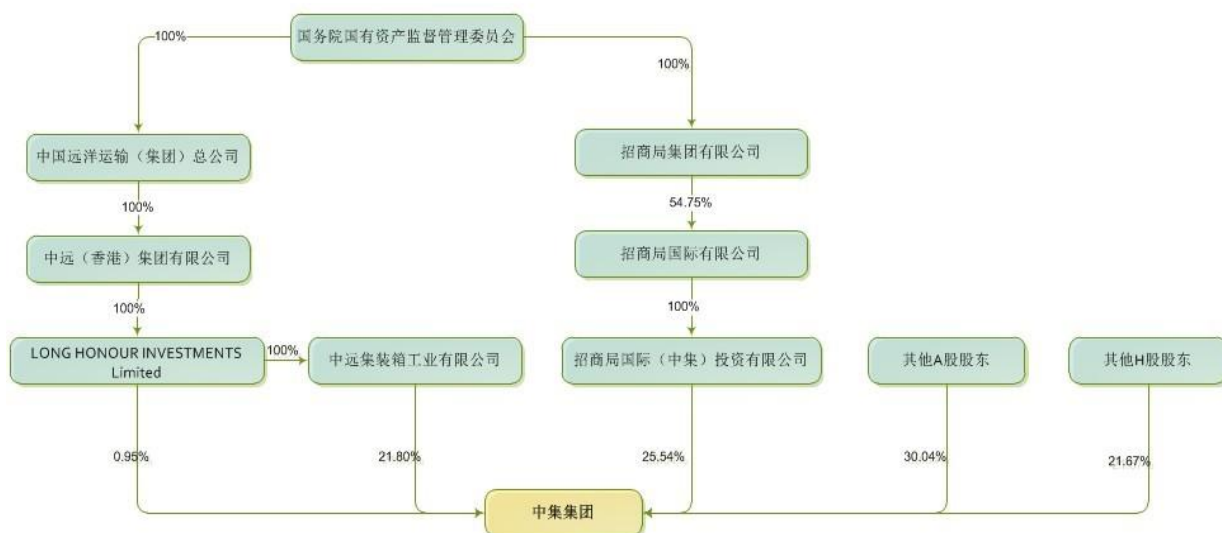 国务院国有资产监督管理委员会
100%
100%
中国远洋运输（集团）总公司
招商局集团有限公司
100%
54.75%
中远（香港）集团有限公司
招商局国际有限公司
100%
100%
LONG HONOUR INVESTMENTS
Limited
100%
中远集装箱工业有限公司
招商局国际（中集）投资有限公司
其他A股股东
其他H股股东
0.95%
21.80%
25.54%
30.04%
21.67%
中集集团